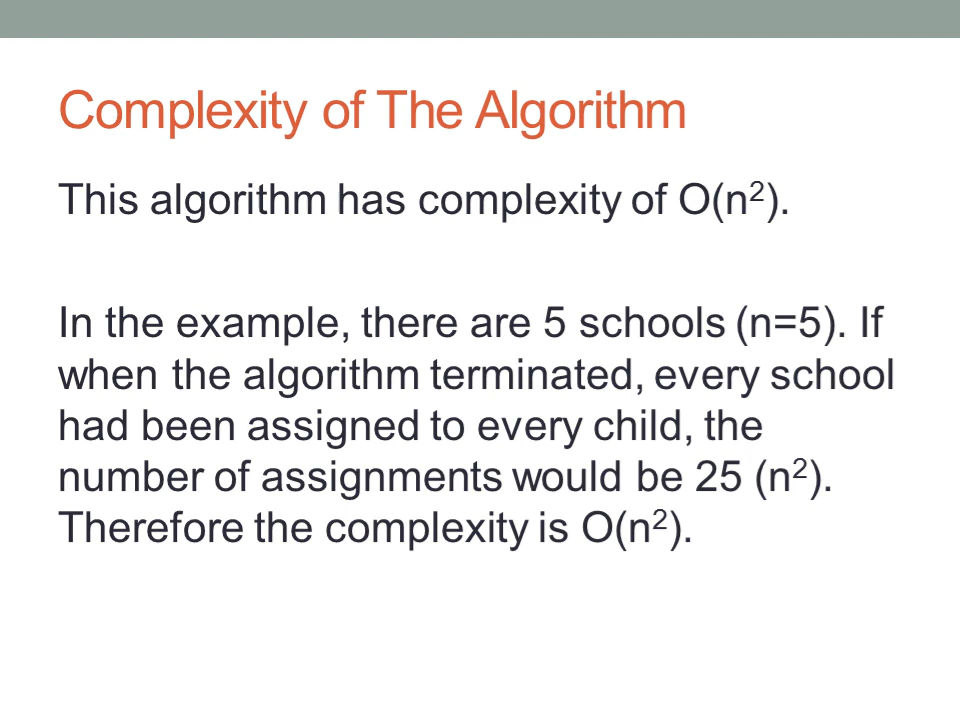 Complexity of The Algorithm
This algorithm has complexity of O(n²).
In the example, there are 5 schools (n=5). If
when the algorithm terminated, every school
had been assigned to every child, the
number of assignments would be 25 (n²).
Therefore the complexity is O(n²).